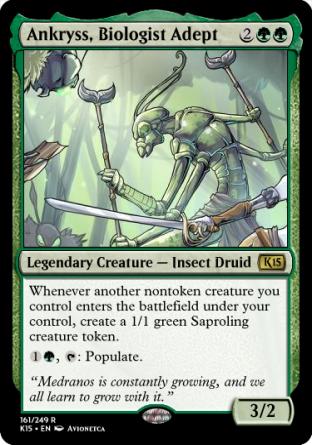 Ankryss, Biologist Adept 2
Legendary Creature — Insect Druid K15
Whenever another nontoken creature you
control enters the battlefield under your
control, create a 1/1 green Saproling
creature token.
1 , : Populate.
“Medranos is constantly growing, and we
all learn to grow with it.”
3/2
161/249 R
K15 • EN Avionetca